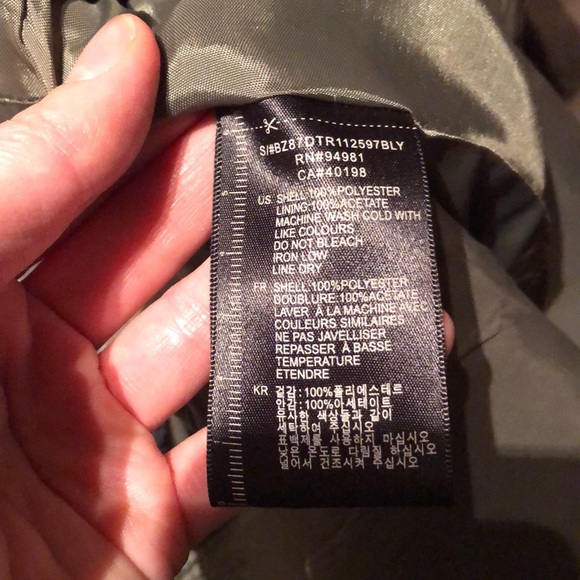 S/#BZ87DTR112597BLY
RN#94981
CA#40198
US SHELL:100%POLYESTER
LINING:100%ACETATE
MACHINE WASH COLD WITH
LIKE COLOURS
DO NOT BLEACH
IRON LOW
LINE DRY
FR SHELL:100%POLYESTER
DOUBLURE:100%ACETATE
LAVER À LA MACHINE AVEC
COULEURS SIMILAIRES
NE PAS JAVELLISER
REPASSER À BASSE
TEMPERATURE
ETENDRE
KR 겉감:100%폴리에스테르
안감:100%아세테이트
유사한 색상들과 같이
세탁하여 주십시오
표백제를 사용하지 마십시오
낮은 온도로 다림질 하십시오
널어서 건조시켜 주십시오